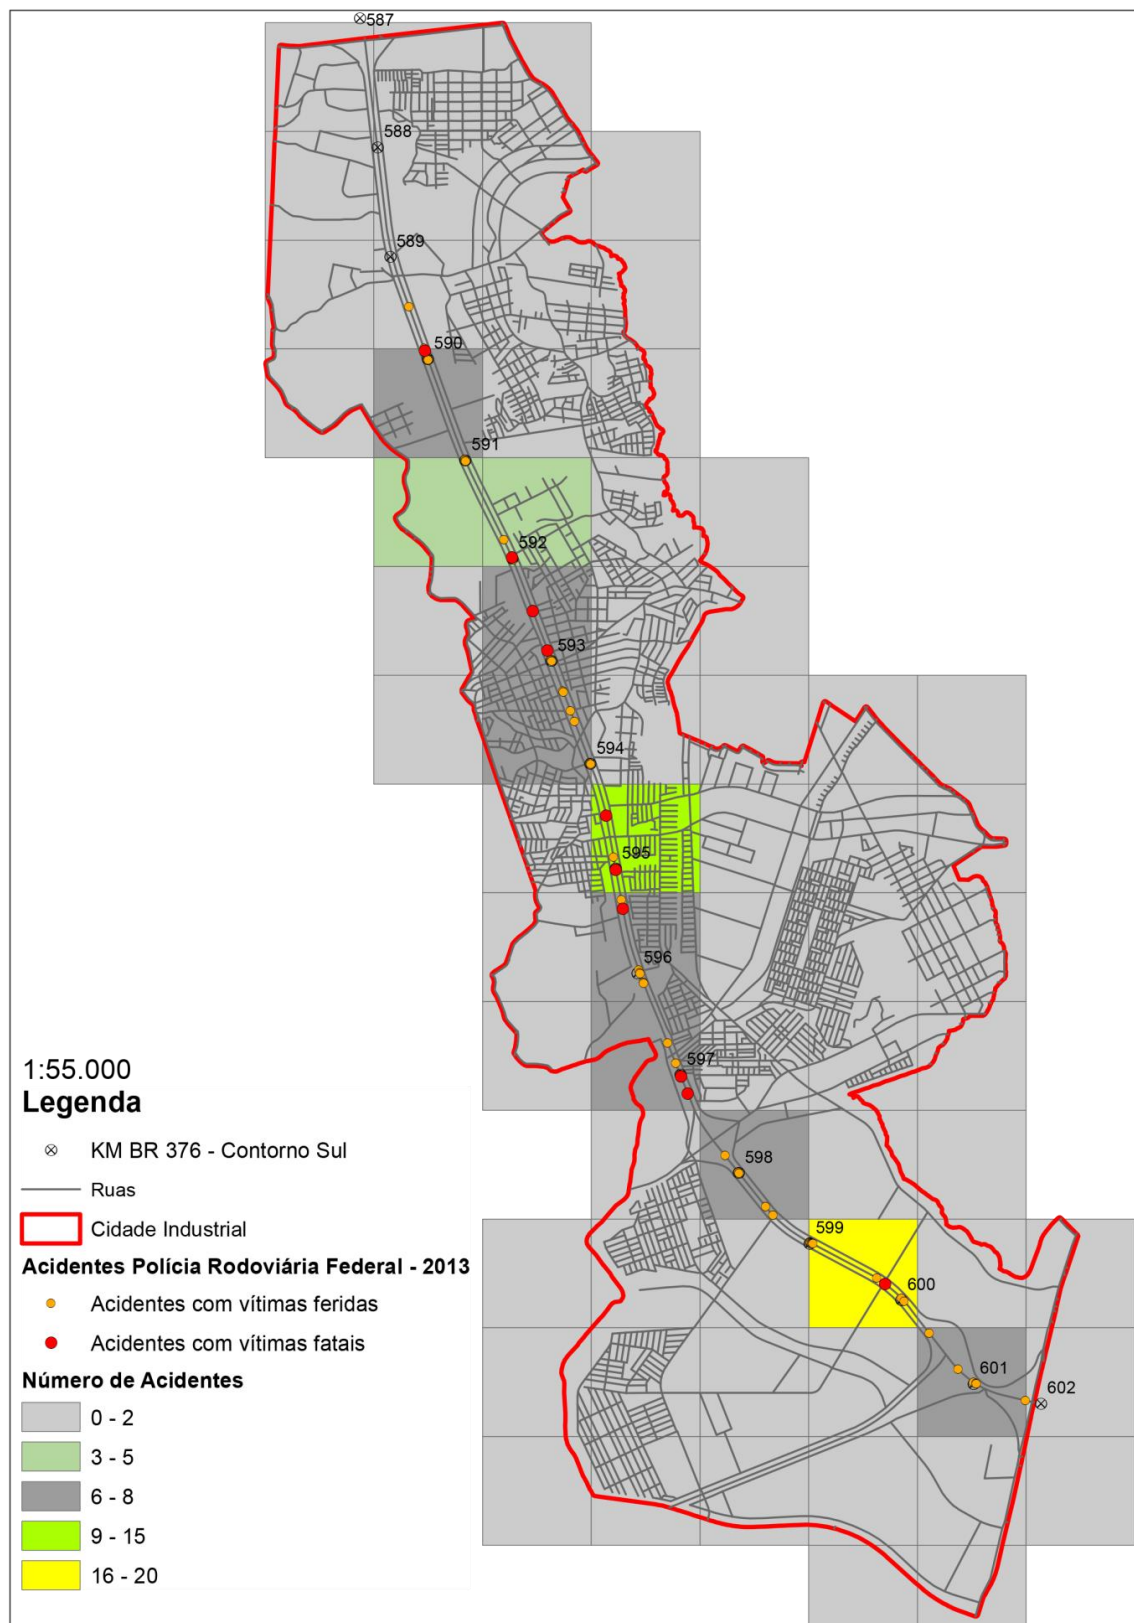 587
588
589
590
591
592
593
594
595
596
597
598
599
600
601
602
1:55.000
Legenda
KM BR 376 - Contorno Sul
Ruas
Cidade Industrial
Acidentes Polícia Rodoviária Federal - 2013
Acidentes com vítimas feridas
Acidentes com vítimas fatais
Número de Acidentes
0 - 2
3 - 5
6 - 8
9 - 15
16 - 20